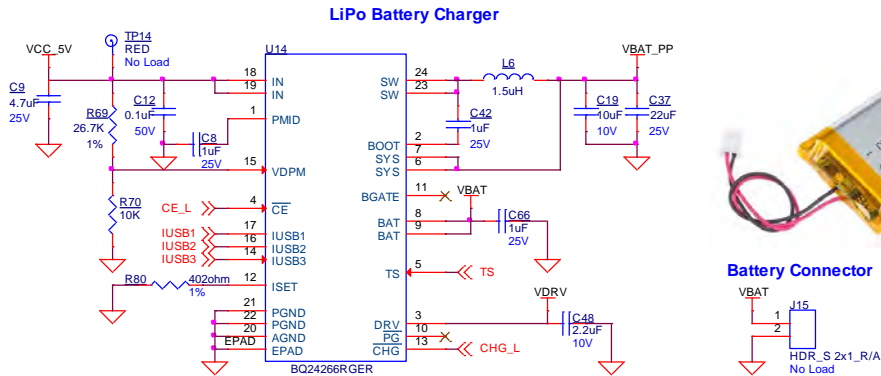 LiPo Battery Charger
VCC_5V
TP14
RED
No Load
C9
4.7uF
25V
R69
26.7K
1%
C12
0.1uF
50V
C8
1uF
25V
R70
10K
CE_L
IUSB1
IUSB2
IUSB3
R80
402ohm
1%
EPAD
U14
18
IN
19
IN
1
PMID
15
VDPM
4
CE
17
IUSB1
16
IUSB2
14
IUSB3
12
ISET
21
PGND
22
PGND
20
AGND
EPAD
24
SW
23
SW
2
BOOT
7
SYS
6
SYS
11
BGATE
8
BAT
9
BAT
5
TS
3
DRV
10
PG
13
CHG
BQ24266RGER
L6
1.5uH
VBAT_PP
C42
1uF
25V
C19
10uF
10V
C37
22uF
25V
VBAT
C66
1uF
25V
TS
VDRV
C48
2.2uF
10V
CHG_L
Battery Connector
VBAT
J15
1
2
HDR_S 2x1_R/A
No Load